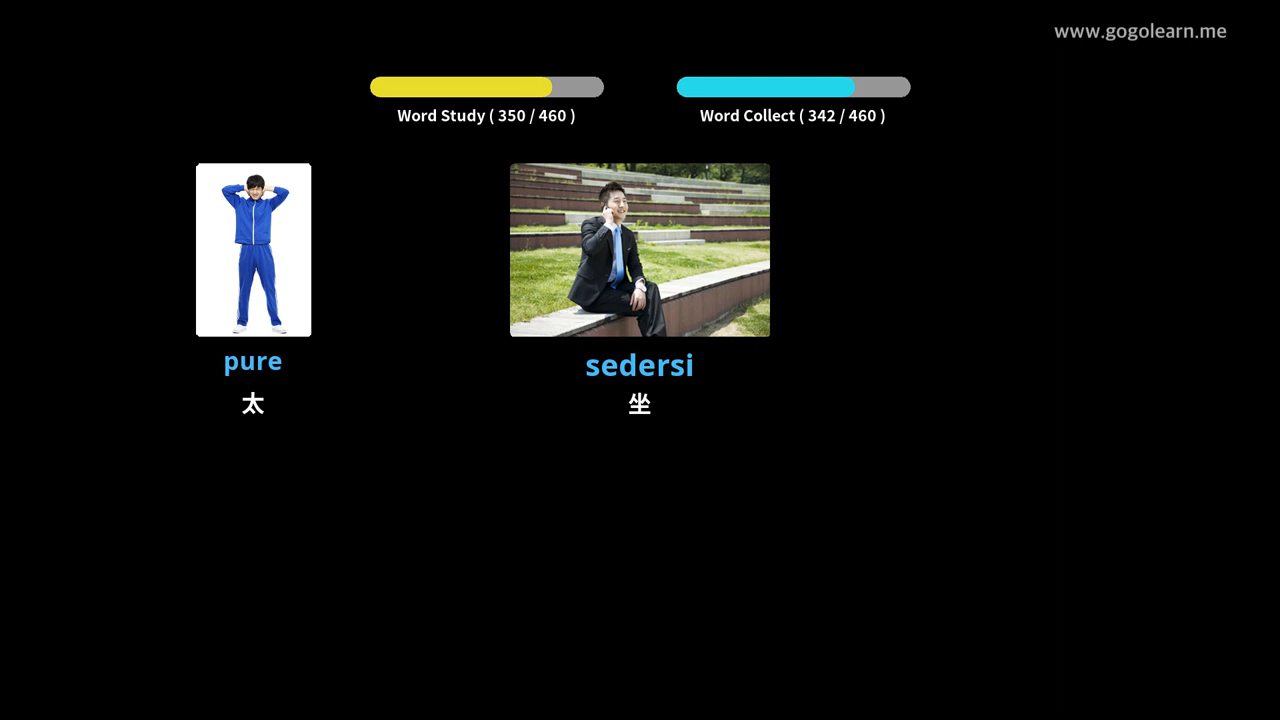 www.gogolearn.me
Word Study ( 350 / 460 )
Word Collect ( 342 / 460 )
pure
太
sedersi
坐